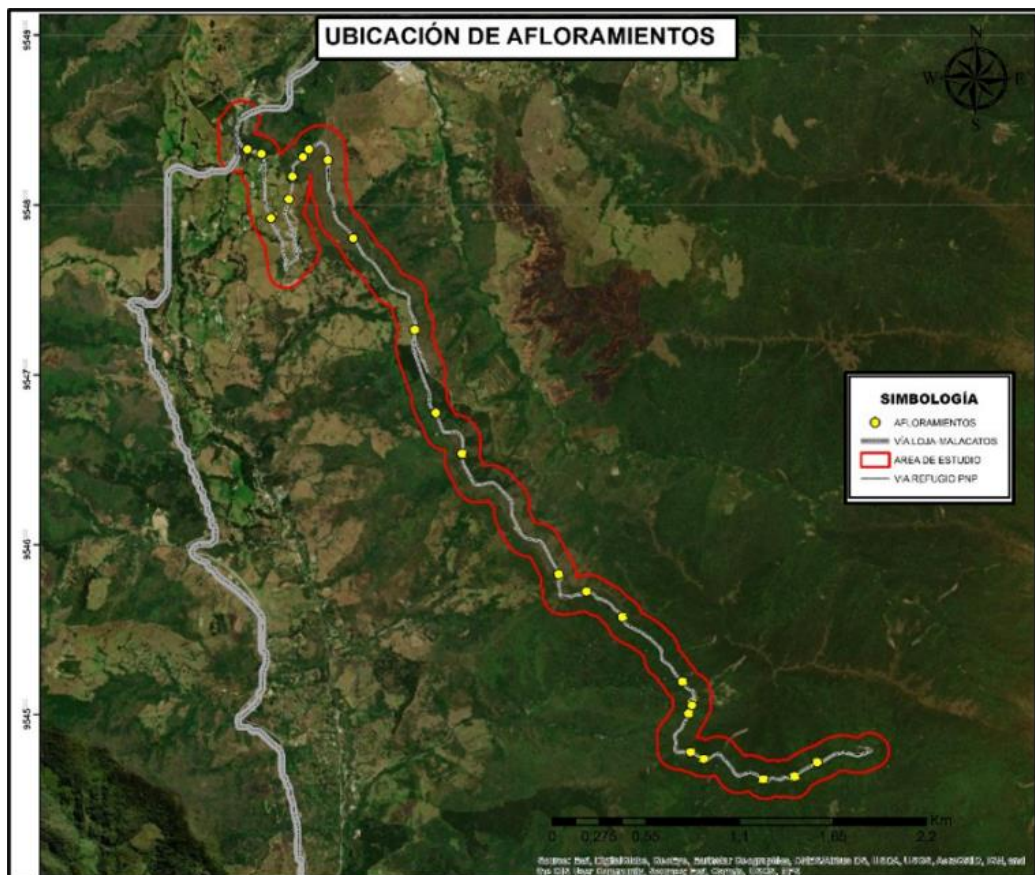 UBICACIÓN DE AFLORAMIENTOS
N
W
E
S
9549
9548
9547
9546
9545
SIMBOLOGÍA
AFLORAMIENTOS
VÍA LOJA-MALACATOS
AREA DE ESTUDIO
VIA REFUGIO PNP
Km
0 0,275 0,55 1,1 1,65 2,2